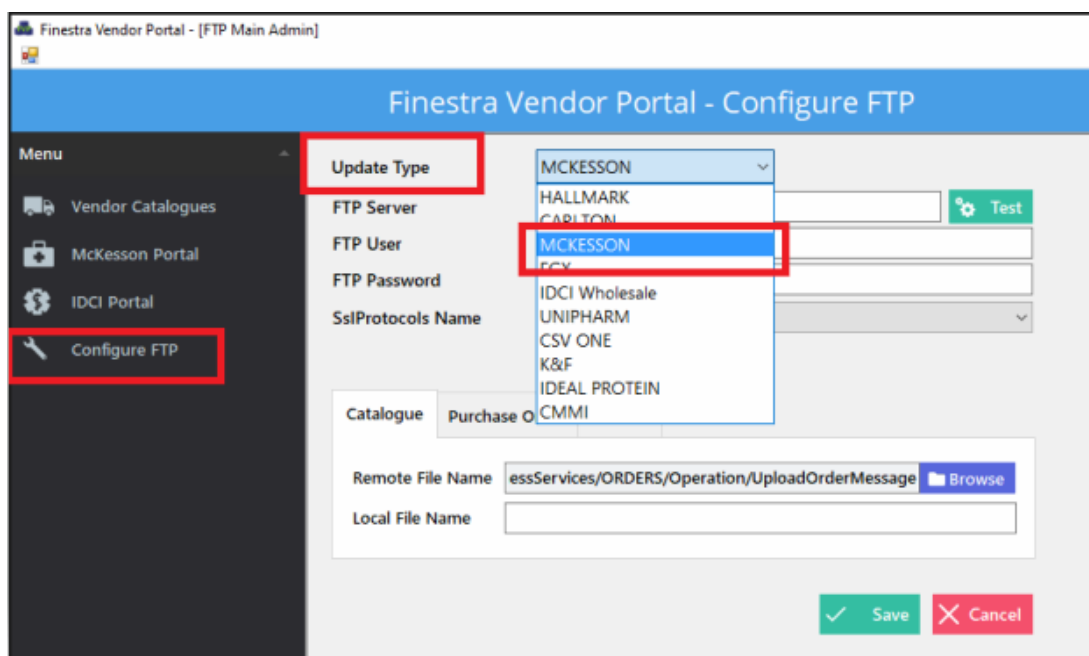 Finestra Vendor Portal - [FTP Main Admin]
Finestra Vendor Portal - Configure FTP
Menu
Vendor Catalogues
McKesson Portal
IDCI Portal
Configure FTP
Update Type
MCKESSON
HALLMARK
CARLTON
MCKESSON
IDCI Wholesale
UNIPHARM
CSV ONE
K&F
IDEAL PROTEIN
CMMI
FTP Server
Test
FTP User
FTP Password
SslProtocols Name
Catalogue
Purchase O
Remote File Name
essServices/ORDERS/Operation/UploadOrderMessage
Browse
Local File Name
Save
Cancel